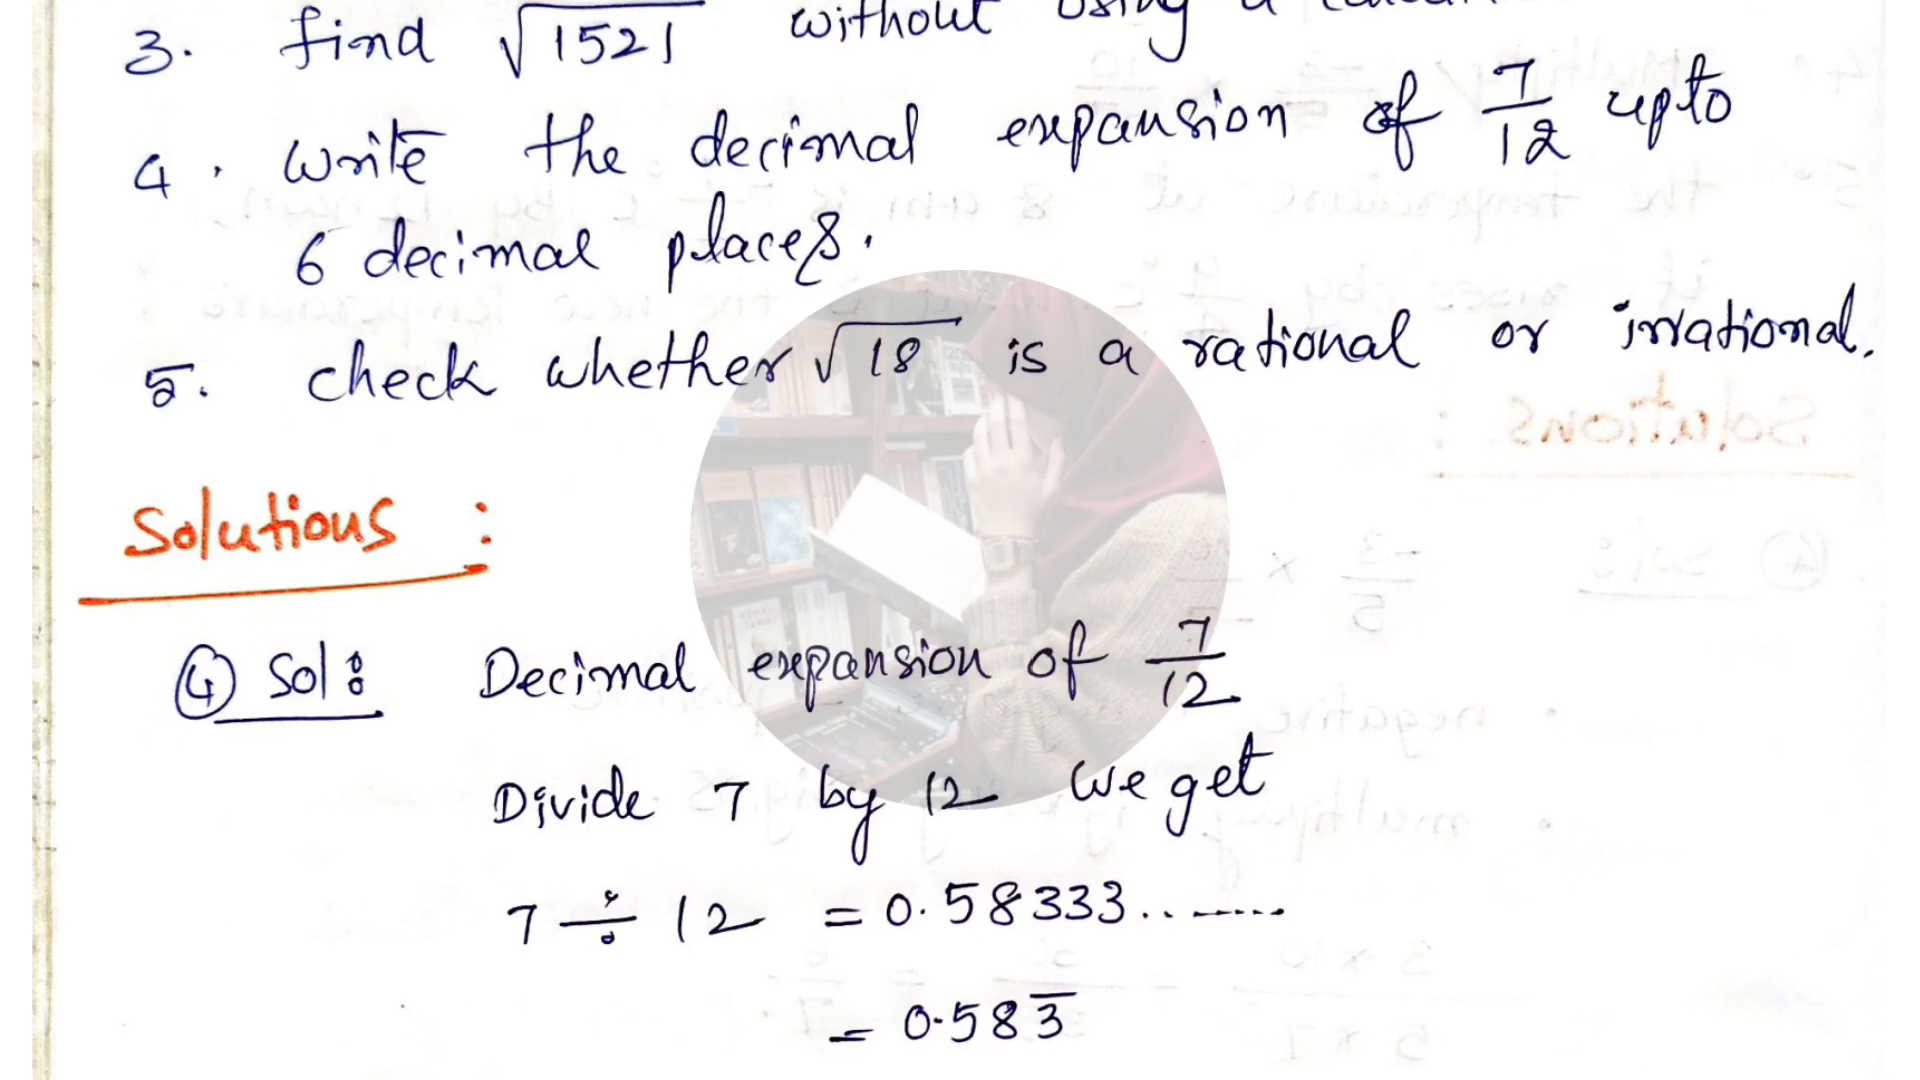 3. find √1521 without using a
4. write the decimal expansion of 7/12 upto
6 decimal places.
5. check whether √18 is a rational or irrational.
Solutions :
④ Sol: Decimal expansion of 7/12
Divide 7 by 12 we get
7 ÷ 12 = 0.58333.........
= 0.583̅